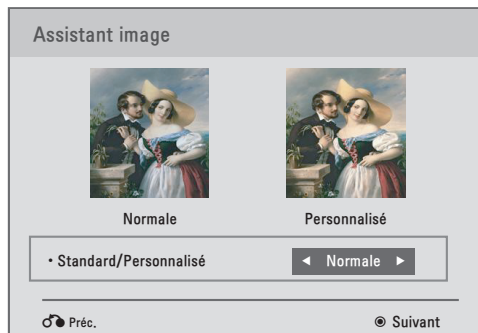 Assistant image
Normale Personnalisé
• Standard/Personnalisé ◄ Normale ►
Préc. ◉ Suivant